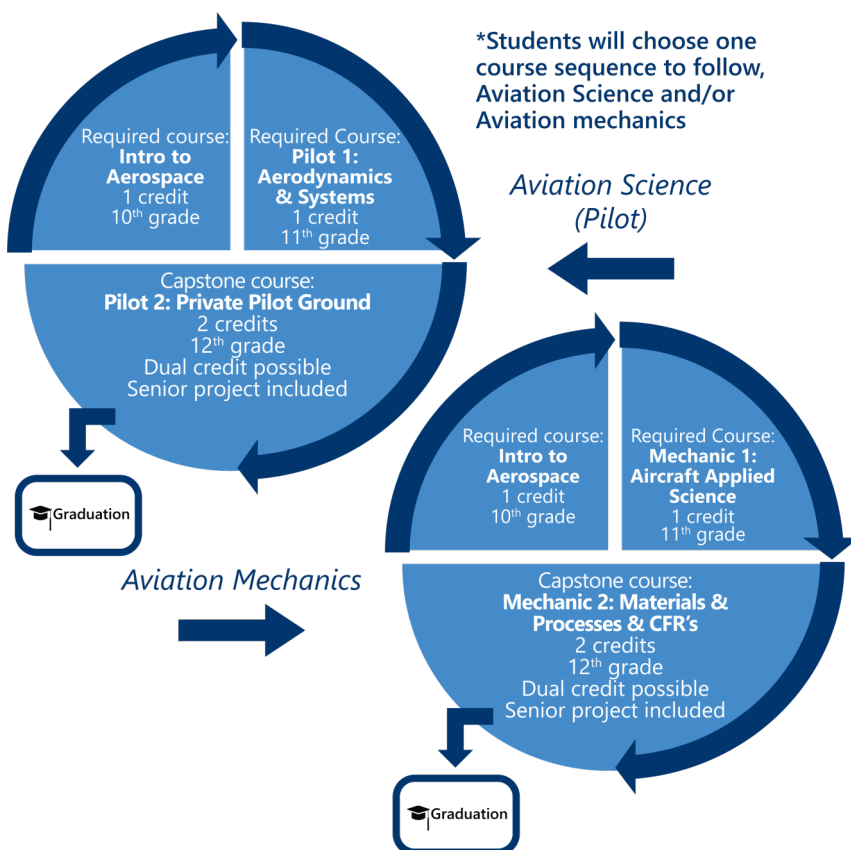 *Students will choose one
course sequence to follow,
Aviation Science and/or
Aviation mechanics
Required course:
Intro to
Aerospace
1 credit
10th grade
Required Course:
Pilot 1:
Aerodynamics
& Systems
1 credit
11th grade
Aviation Science
(Pilot)
Capstone course:
Pilot 2: Private Pilot Ground
2 credits
12th grade
Dual credit possible
Senior project included
Graduation
Required course:
Intro to
Aerospace
1 credit
10th grade
Required Course:
Mechanic 1:
Aircraft Applied
Science
1 credit
11th grade
Aviation Mechanics
Capstone course:
Mechanic 2: Materials &
Processes & CFR's
2 credits
12th grade
Dual credit possible
Senior project included
Graduation